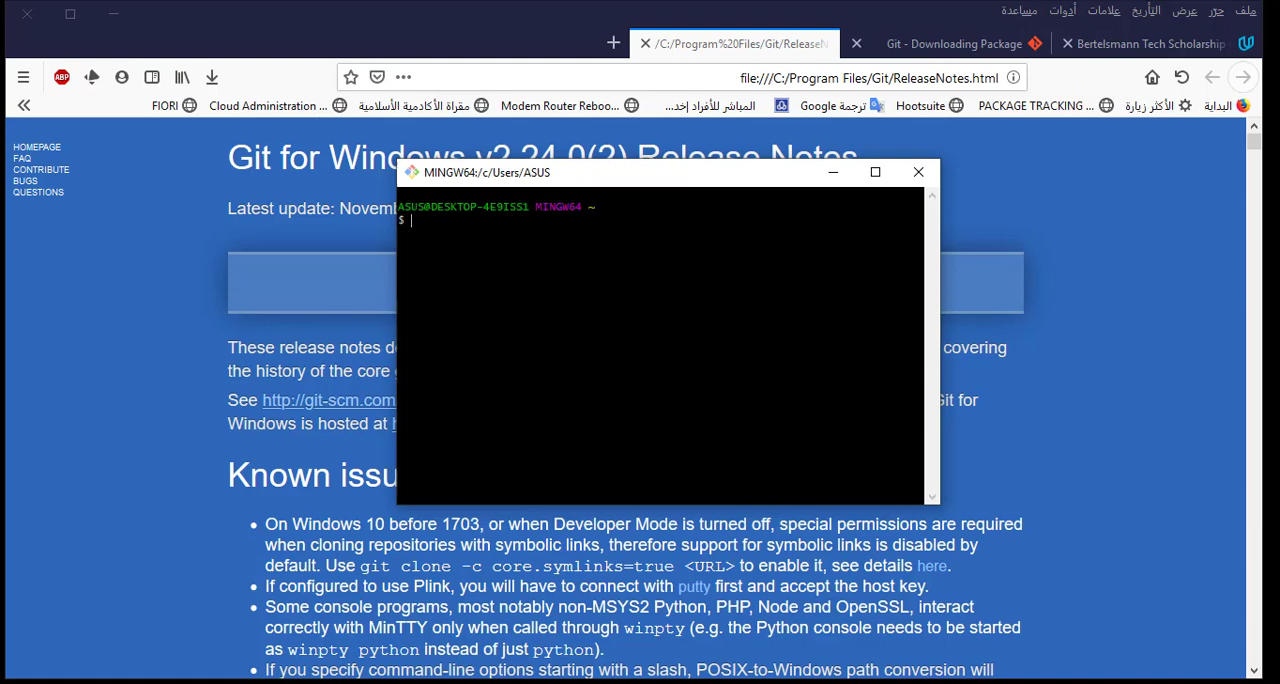 ملف حرّر عرض التأريخ علامات أدوات مساعدة
Bertelsmann Tech Scholarship
Git - Downloading Package
/C:/Program%20Files/Git/ReleaseN
ABP
file:///C:/Program Files/Git/ReleaseNotes.html
البداية
الأكثر زيارة
PACKAGE TRACKING ...
Hootsuite
ترجمة Google
المباشر للأفراد إخد...
Modem Router Reboo...
مقراة الأكادمية الأسلامية
Cloud Administration ...
FIORI
HOMEPAGE
FAQ
CONTRIBUTE
BUGS
QUESTIONS
Git for Windows v2.24.0(2) Release Notes
Latest update: Novem
MINGW64:/c/Users/ASUS
ASUS@DESKTOP-4E9ISS1 MINGW64 ~
$
These release notes d covering
the history of the core
See http://git-scm.com Git for
Windows is hosted at
Known issu
• On Windows 10 before 1703, or when Developer Mode is turned off, special permissions are required
when cloning repositories with symbolic links, therefore support for symbolic links is disabled by
default. Use git clone -c core.symlinks=true <URL> to enable it, see details here.
• If configured to use Plink, you will have to connect with putty first and accept the host key.
• Some console programs, most notably non-MSYS2 Python, PHP, Node and OpenSSL, interact
correctly with MinTTY only when called through winpty (e.g. the Python console needs to be started
as winpty python instead of just python).
• If you specify command-line options starting with a slash, POSIX-to-Windows path conversion will